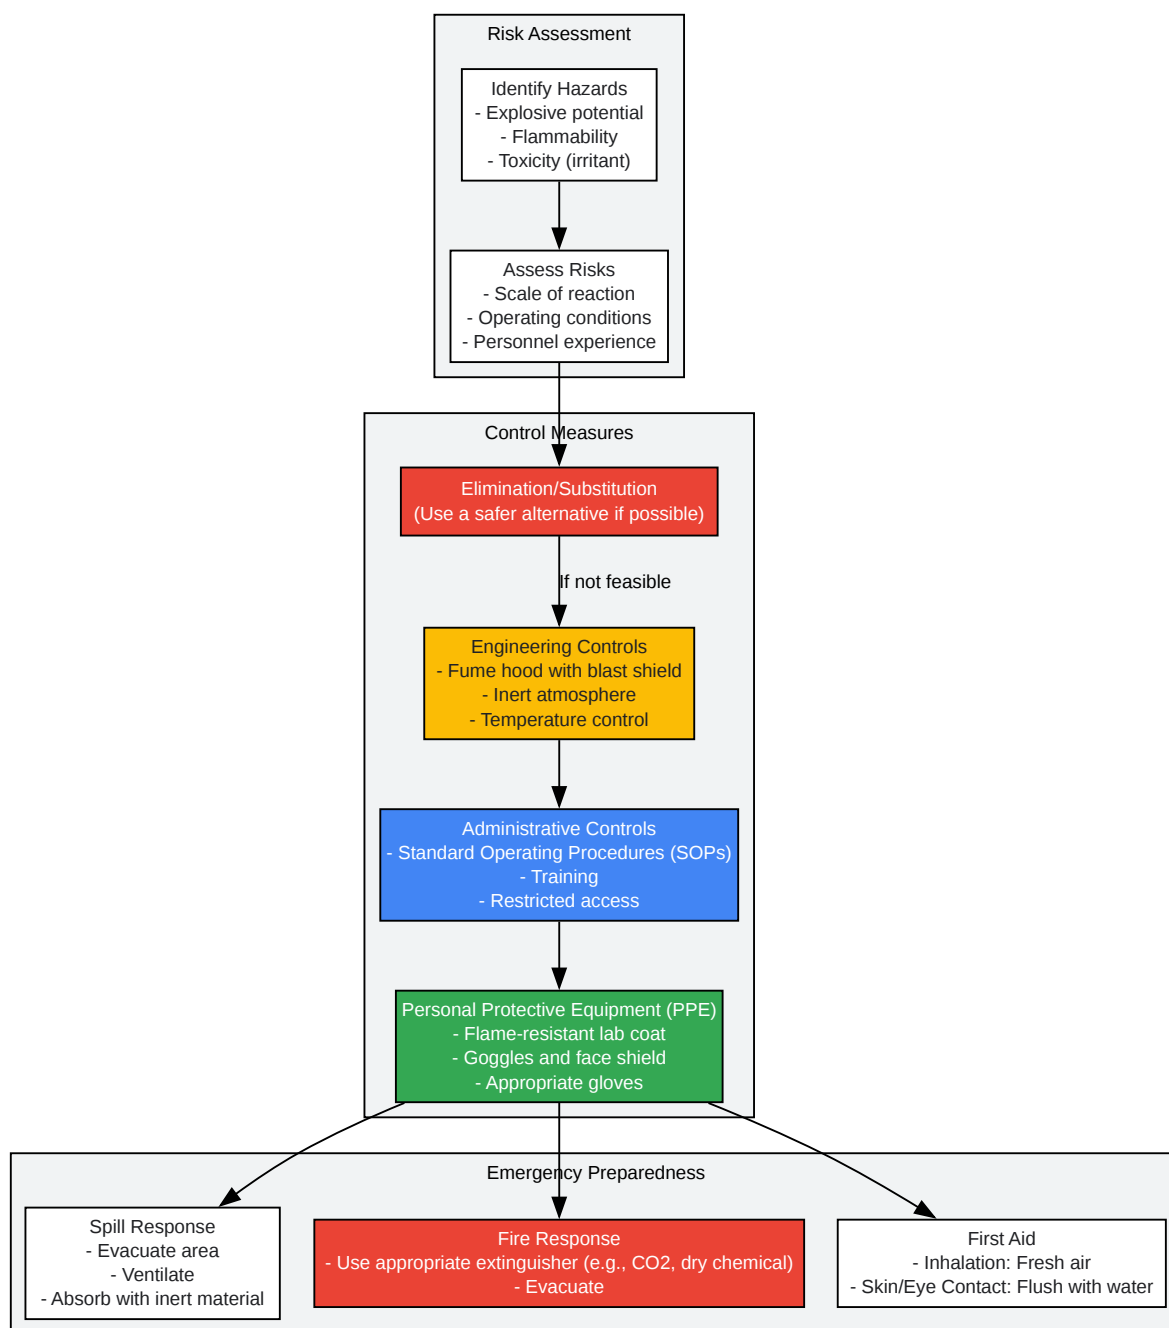 Risk Assessment
Identify Hazards
- Explosive potential
- Flammability
- Toxicity (irritant)
Assess Risks
- Scale of reaction
- Operating conditions
- Personnel experience
Control Measures
Elimination/Substitution
(Use a safer alternative if possible)
If not feasible
Engineering Controls
- Fume hood with blast shield
- Inert atmosphere
- Temperature control
Administrative Controls
- Standard Operating Procedures (SOPs)
- Training
- Restricted access
Personal Protective Equipment (PPE)
- Flame-resistant lab coat
- Goggles and face shield
- Appropriate gloves
Emergency Preparedness
Spill Response
- Evacuate area
- Ventilate
- Absorb with inert material
Fire Response
- Use appropriate extinguisher (e.g., CO2, dry chemical)
- Evacuate
First Aid
- Inhalation: Fresh air
- Skin/Eye Contact: Flush with water